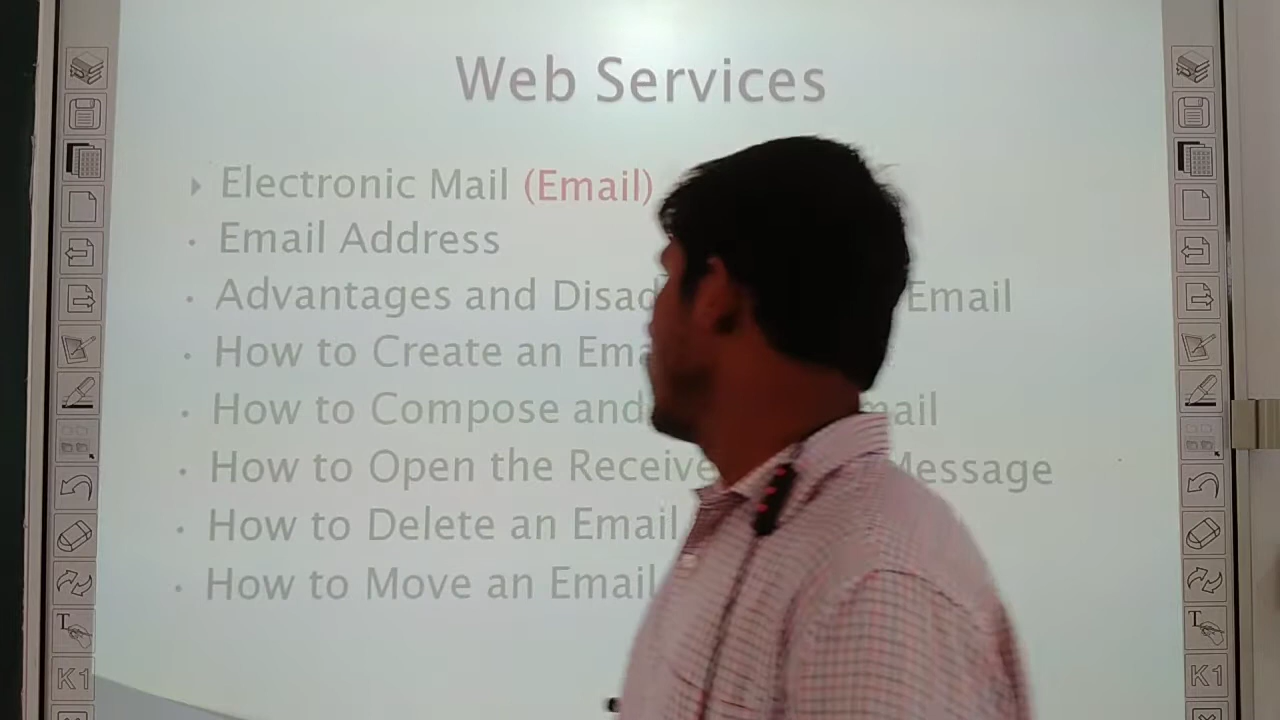 Web Services
Electronic Mail (Email)
Email Address
Advantages and Disad Email
How to Create an Ema
How to Compose and mail
How to Open the Receive Message
How to Delete an Email
How to Move an Email
T
K1
T
K1